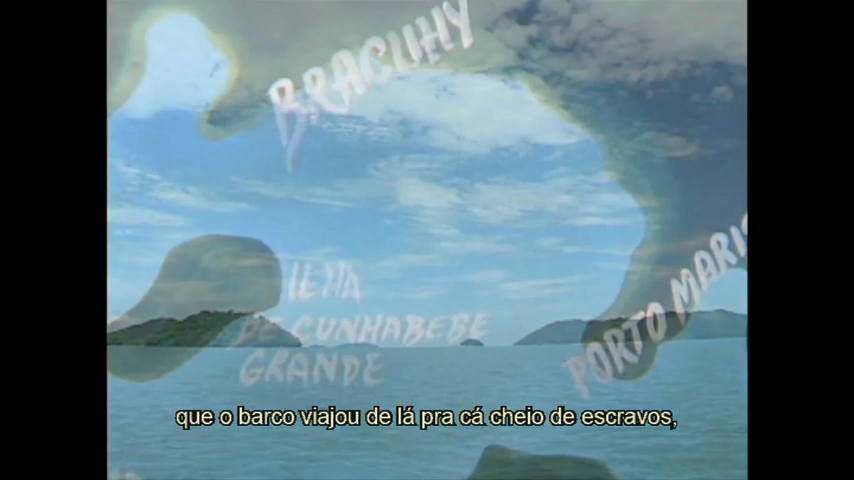 BRACUHY
ILHA
DE CUNHABEBE
GRANDE
PORTO MARIS
que o barco viajou de lá pra cá cheio de escravos,